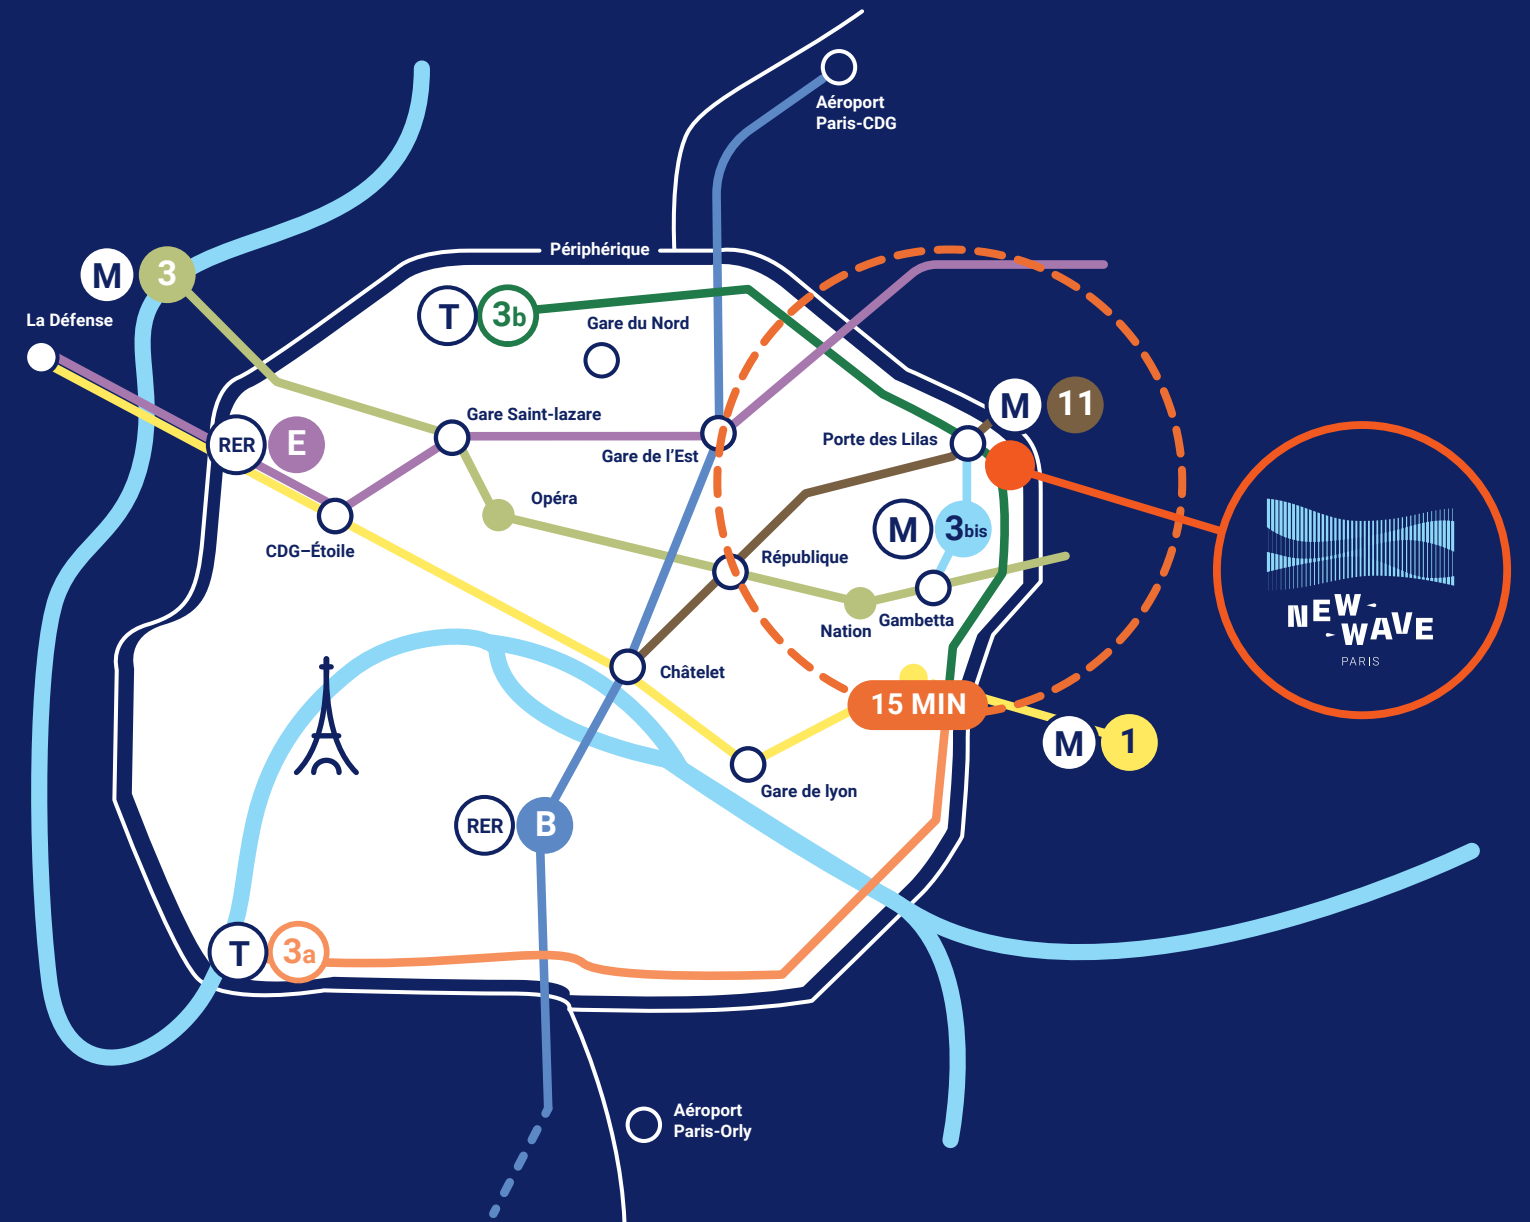 Aéroport
Paris-CDG
Périphérique
M 3
La Défense
T 3b
Gare du Nord
Gare Saint-lazare
M 11
RER E
Porte des Lilas
Gare de l’Est
Opéra
M 3bis
CDG–Étoile
République
NEW-
-WAVE
PARIS
Nation
Gambetta
Châtelet
15 MIN
M 1
Gare de lyon
RER B
T 3a
Aéroport
Paris-Orly